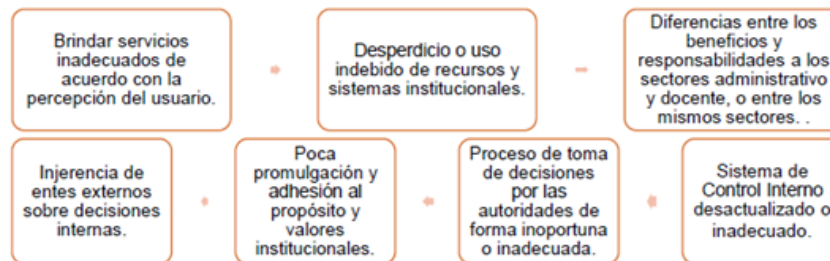 Brindar servicios
inadecuados de
acuerdo con la
percepción del usuario.
Desperdicio o uso
indebido de recursos y
sistemas institucionales.
Diferencias entre los
beneficios y
responsabilidades a los
sectores administrativo
y docente, o entre los
mismos sectores. .
Injerencia de
entes externos
sobre decisiones
internas.
Poca
promulgación y
adhesión al
propósito y
valores
institucionales.
Proceso de toma
de decisiones
por las
autoridades de
forma inoportuna
o inadecuada.
Sistema de
Control Interno
desactualizado o
inadecuado.